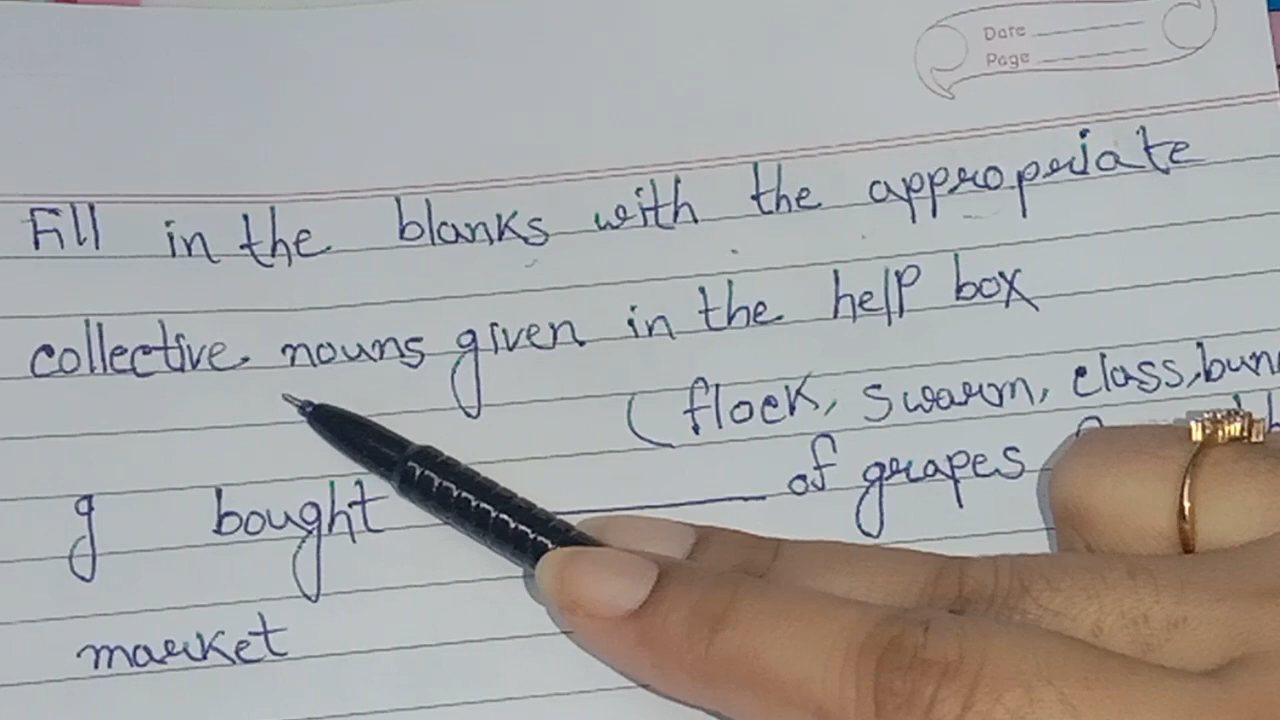 Date
Page
Fill in the blanks with the appropriate
collective nouns given in the help box
(flock, swarm, class, bun
I bought ______ of grapes
market